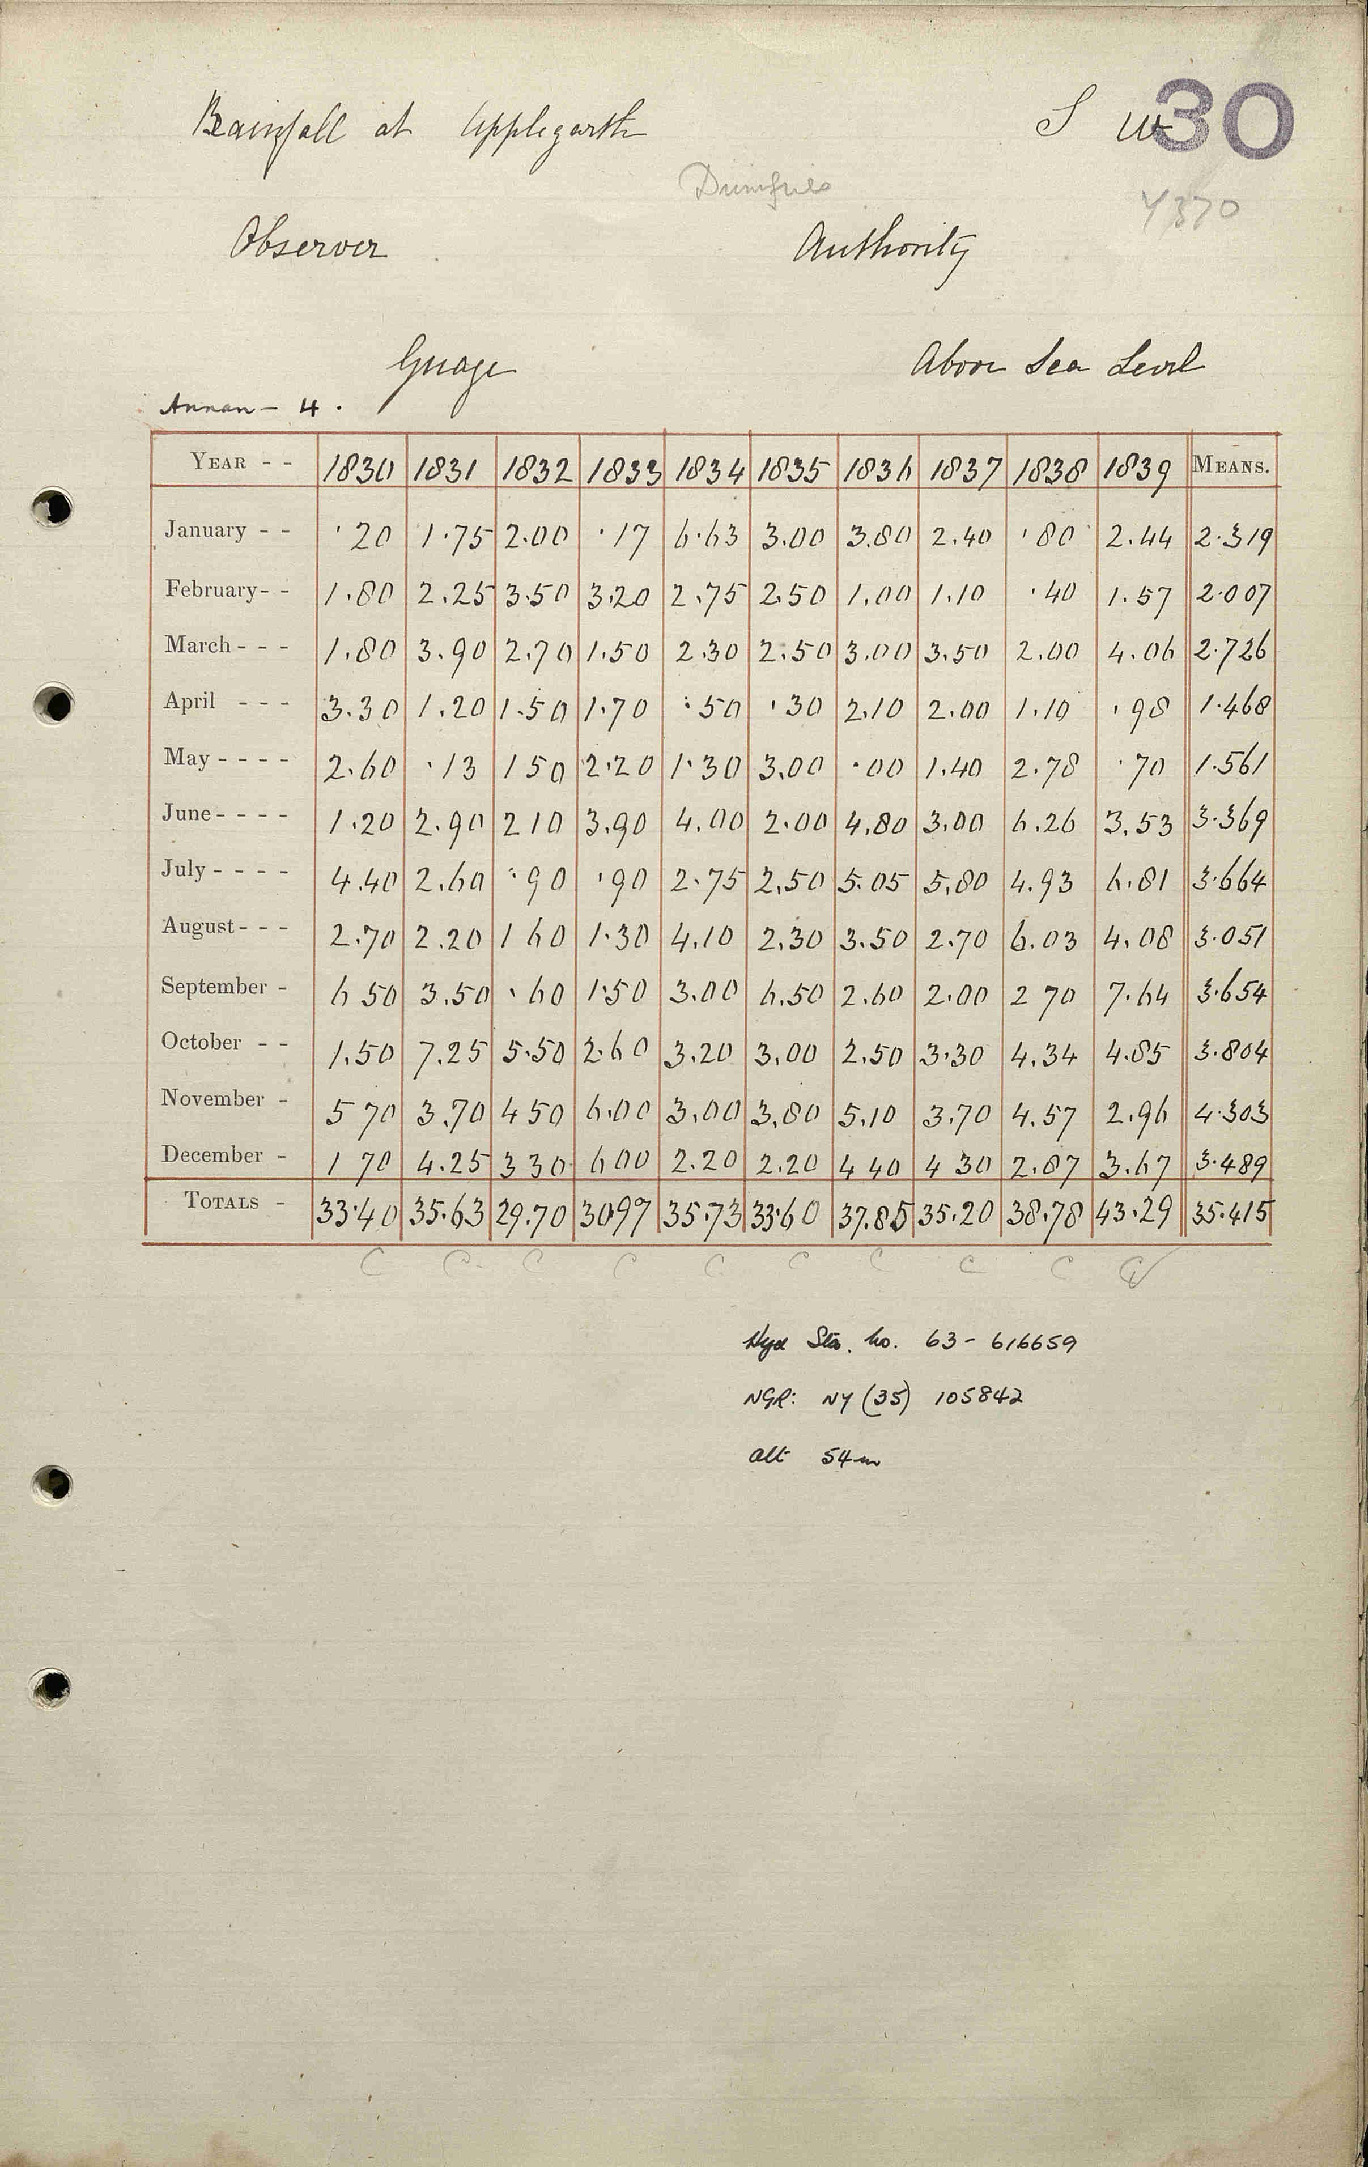 Rainfall at Applegarth S W 30
Dumfries 4370
Observer Authority
Guage Above Sea Level
Annan - 4 .
YEAR - - 1830 1831 1832 1833 1834 1835 1836 1837 1838 1839 MEANS.
January - - ·20 1·75 2.00 ·17 6·63 3.00 3.80 2.40 ·80 2.44 2·319
February - - 1.80 2.25 3·50 3.20 2.75 2.50 1.00 1.10 ·40 1.57 2·007
March - - - 1.80 3.90 2.70 1.50 2.30 2.50 3.00 3.50 2.00 4.06 2·726
April - - - 3.30 1.20 1.50 1.70 ·50 ·30 2.10 2.00 1.10 ·98 1·468
May - - - - 2.60 ·13 1 50 2.20 1·30 3.00 ·00 1.40 2.78 ·70 1·561
June - - - - 1.20 2.90 2 10 3.90 4.00 2.00 4.80 3.00 6.26 3.53 3·369
July - - - - 4.40 2.60 ·90 ·90 2.75 2.50 5.05 5.80 4.93 6.81 3·664
August - - - 2.70 2.20 1 60 1.30 4.10 2.30 3.50 2.70 6.03 4.08 3·051
September - 6 50 3.50 ·60 1·50 3.00 6.50 2.60 2.00 2 70 7.64 3·654
October - - 1.50 7.25 5.50 2.60 3.20 3.00 2.50 3.30 4.34 4.85 3·804
November - 5 70 3.70 4 50 6.00 3.00 3.80 5.10 3.70 4.57 2.96 4·303
December - 1 70 4.25 3 30 6 00 2.20 2.20 4 40 4 30 2.87 3.67 3·489
TOTALS - 33·40 35·63 29.70 30.97 35·73 33·60 37.85 35.20 38.78 43.29 35·415
C C C C C C C C C
Hyd Sta. No. 63 - 616659
NGR: NY (35) 105842
Alt 54m